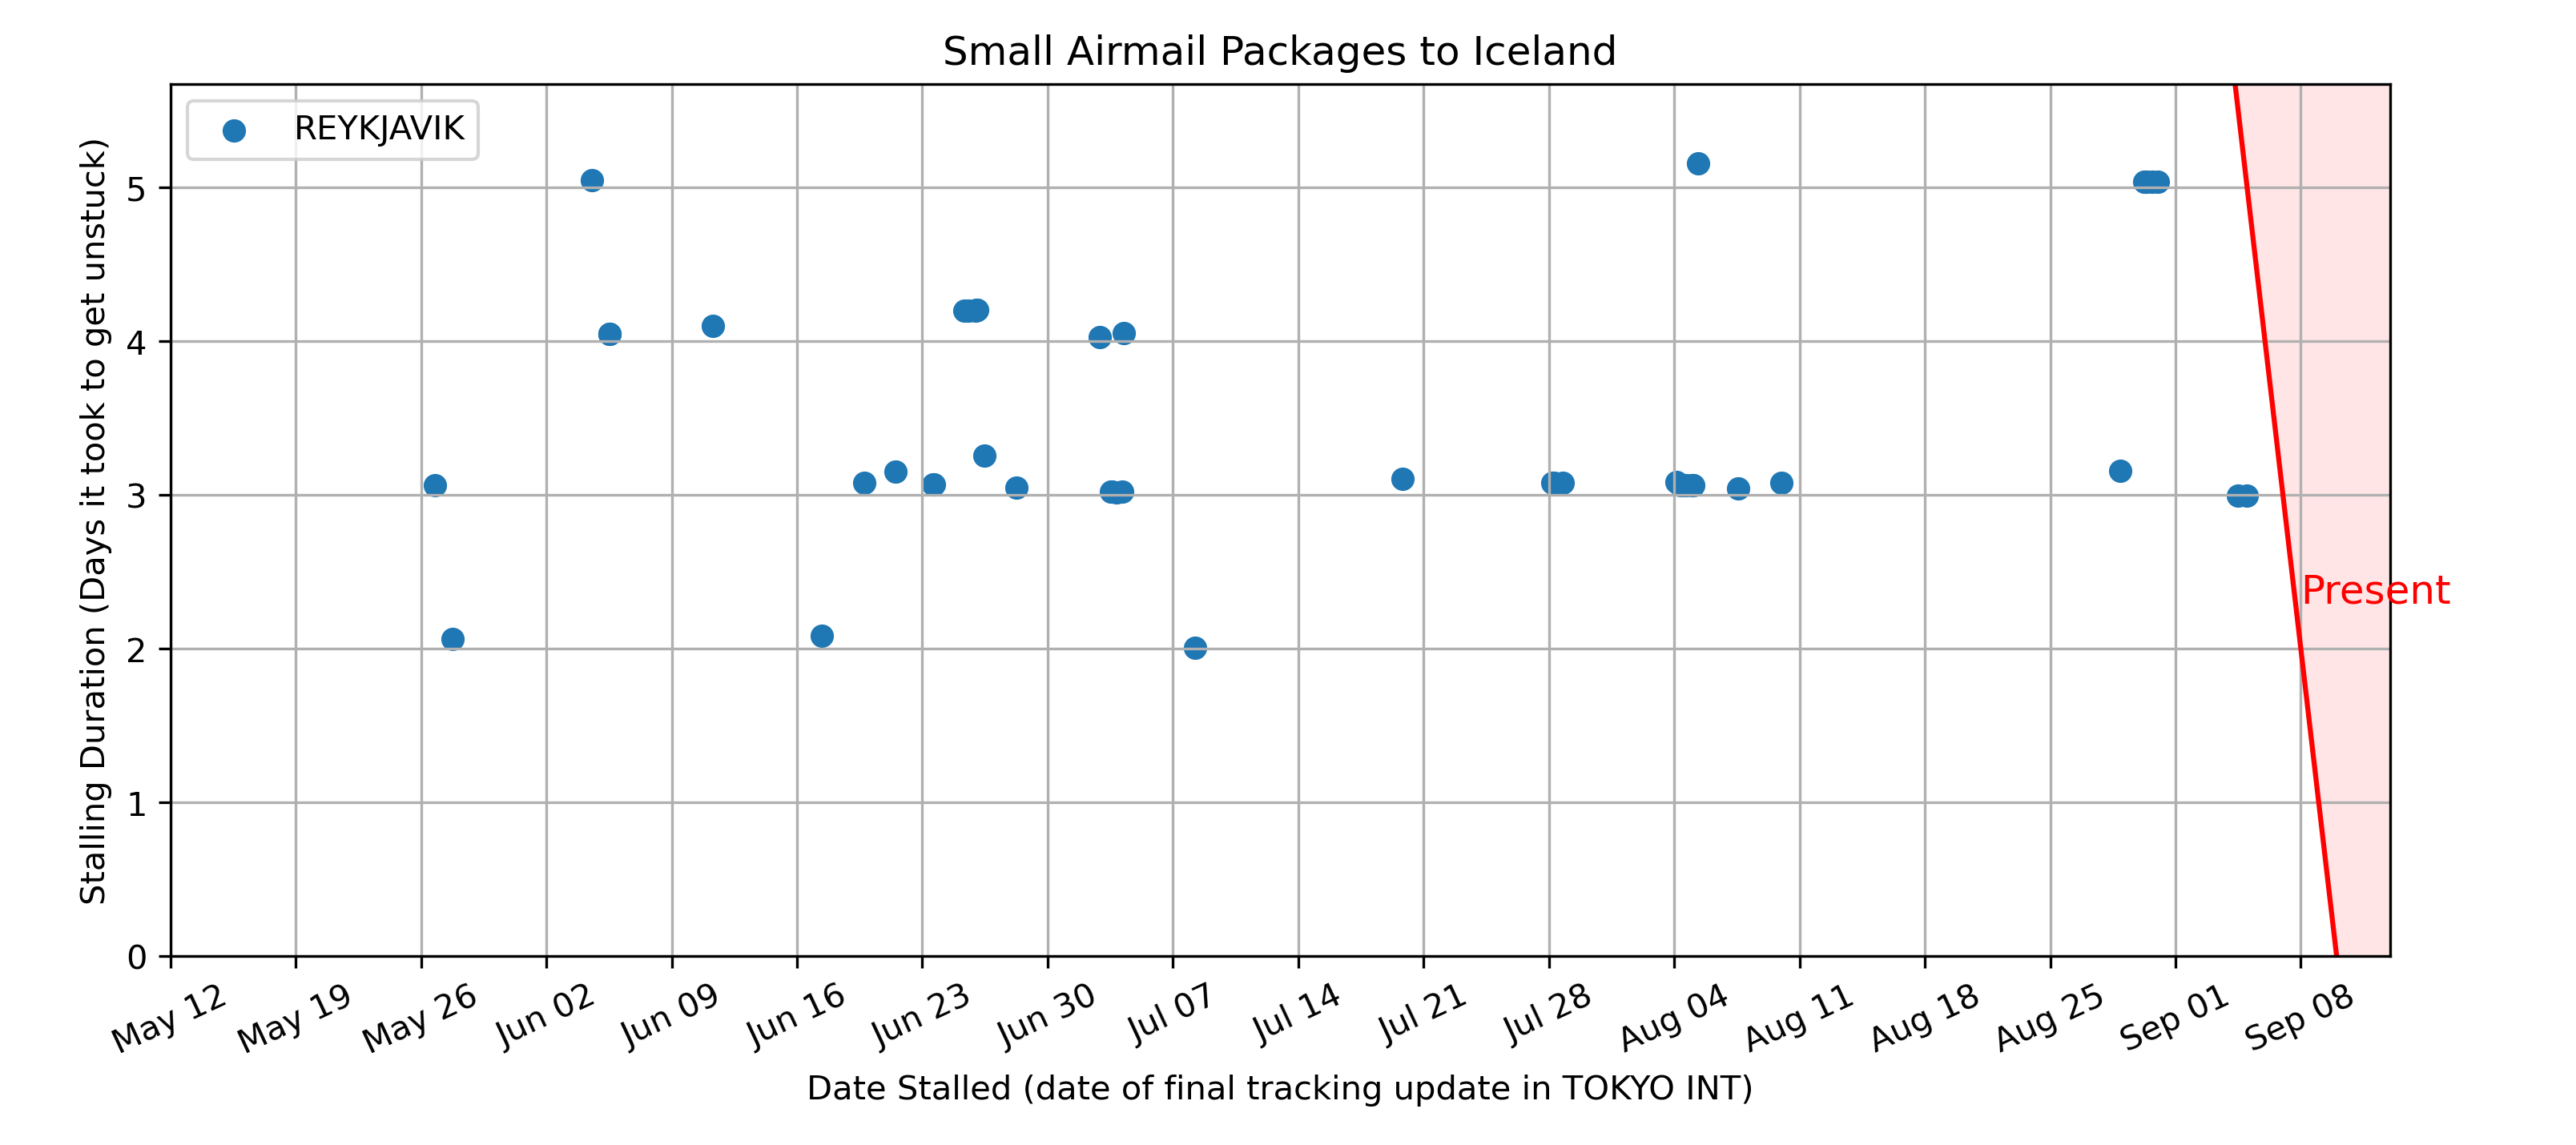 Small Airmail Packages to Iceland
REYKJAVIK
Stalling Duration (Days it took to get unstuck)
5
4
3
2
1
0
Present
May 12
May 19
May 26
Jun 02
Jun 09
Jun 16
Jun 23
Jun 30
Jul 07
Jul 14
Jul 21
Jul 28
Aug 04
Aug 11
Aug 18
Aug 25
Sep 01
Sep 08
Date Stalled (date of final tracking update in TOKYO INT)